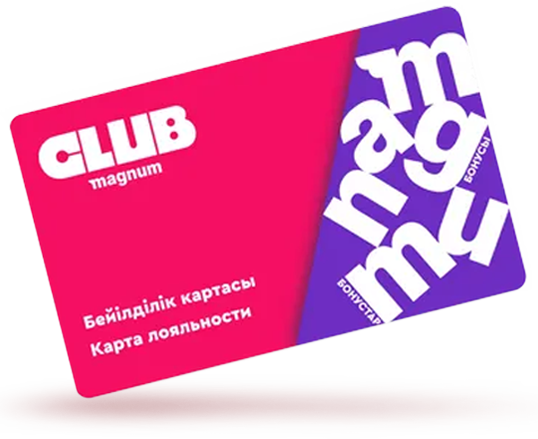 CLUB
magnum
Бейілділік картасы
Карта лояльности
magnum
БОНУСЫ
БОНУСТАР